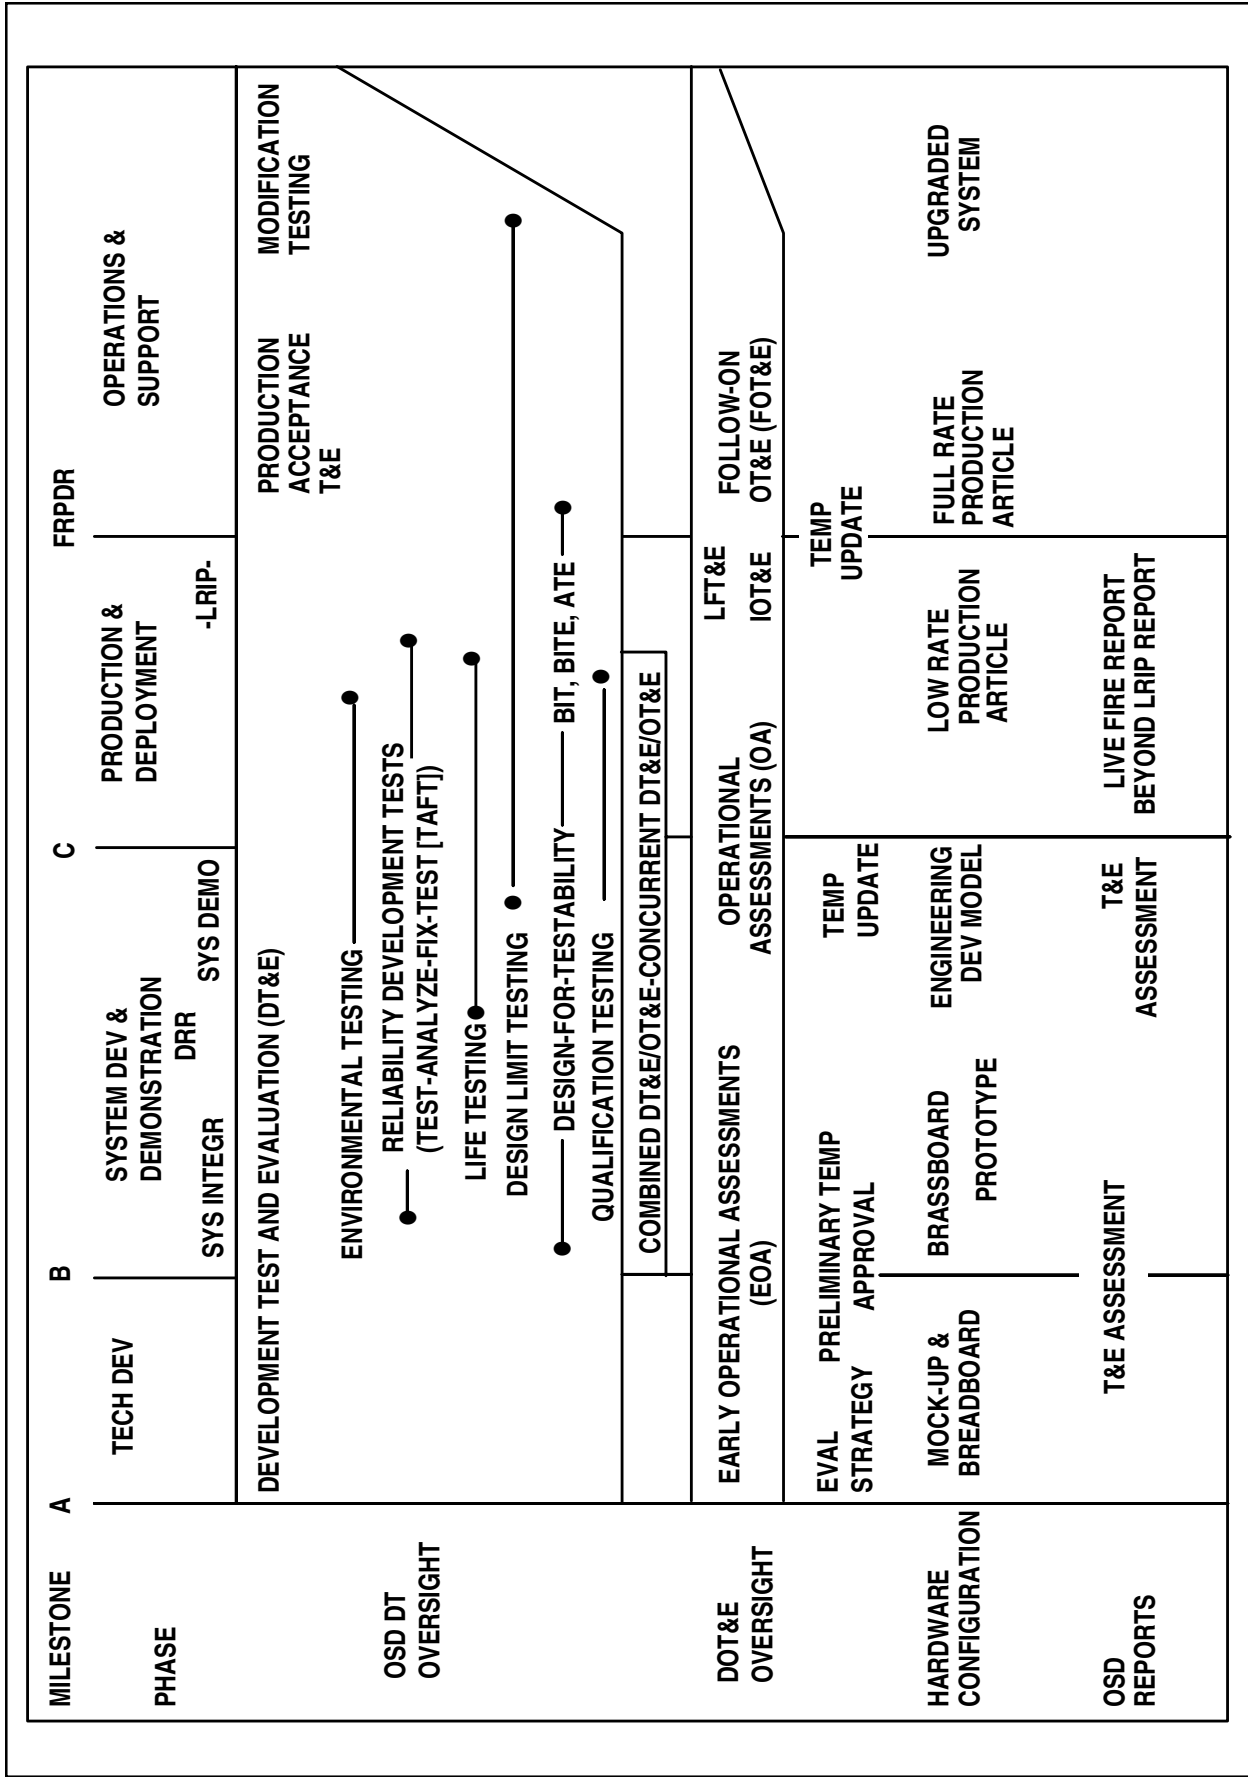 MILESTONE A B C FRPDR
PHASE
TECH DEV
SYSTEM DEV &
DEMONSTRATION
DRR
SYS INTEGR
SYS DEMO
PRODUCTION &
DEPLOYMENT
-LRIP-
OPERATIONS &
SUPPORT
OSD DT
OVERSIGHT
DEVELOPMENT TEST AND EVALUATION (DT&E)
PRODUCTION
ACCEPTANCE
T&E
MODIFICATION
TESTING
ENVIRONMENTAL TESTING
RELIABILITY DEVELOPMENT TESTS
(TEST-ANALYZE-FIX-TEST [TAFT])
LIFE TESTING
DESIGN LIMIT TESTING
DESIGN-FOR-TESTABILITY BIT, BITE, ATE
QUALIFICATION TESTING
COMBINED DT&E/OT&E-CONCURRENT DT&E/OT&E
DOT&E
OVERSIGHT
EARLY OPERATIONAL ASSESSMENTS
(EOA)
OPERATIONAL
ASSESSMENTS (OA)
LFT&E
IOT&E
FOLLOW-ON
OT&E (FOT&E)
EVAL
STRATEGY
PRELIMINARY TEMP
APPROVAL
TEMP
UPDATE
TEMP
UPDATE
HARDWARE
CONFIGURATION
MOCK-UP &
BREADBOARD
BRASSBOARD
PROTOTYPE
ENGINEERING
DEV MODEL
LOW RATE
PRODUCTION
ARTICLE
FULL RATE
PRODUCTION
ARTICLE
UPGRADED
SYSTEM
OSD
REPORTS
T&E ASSESSMENT
T&E
ASSESSMENT
LIVE FIRE REPORT
BEYOND LRIP REPORT